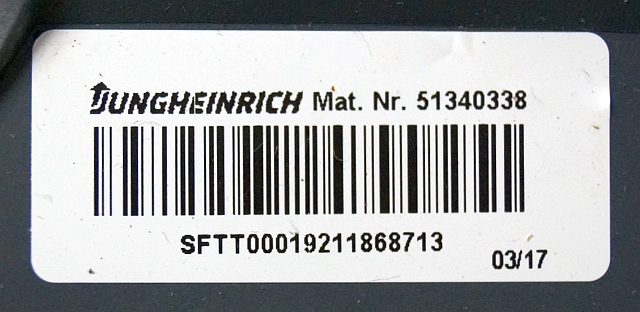 JUNGHEINRICH Mat. Nr. 51340338
SFTT00019211868713
03/17